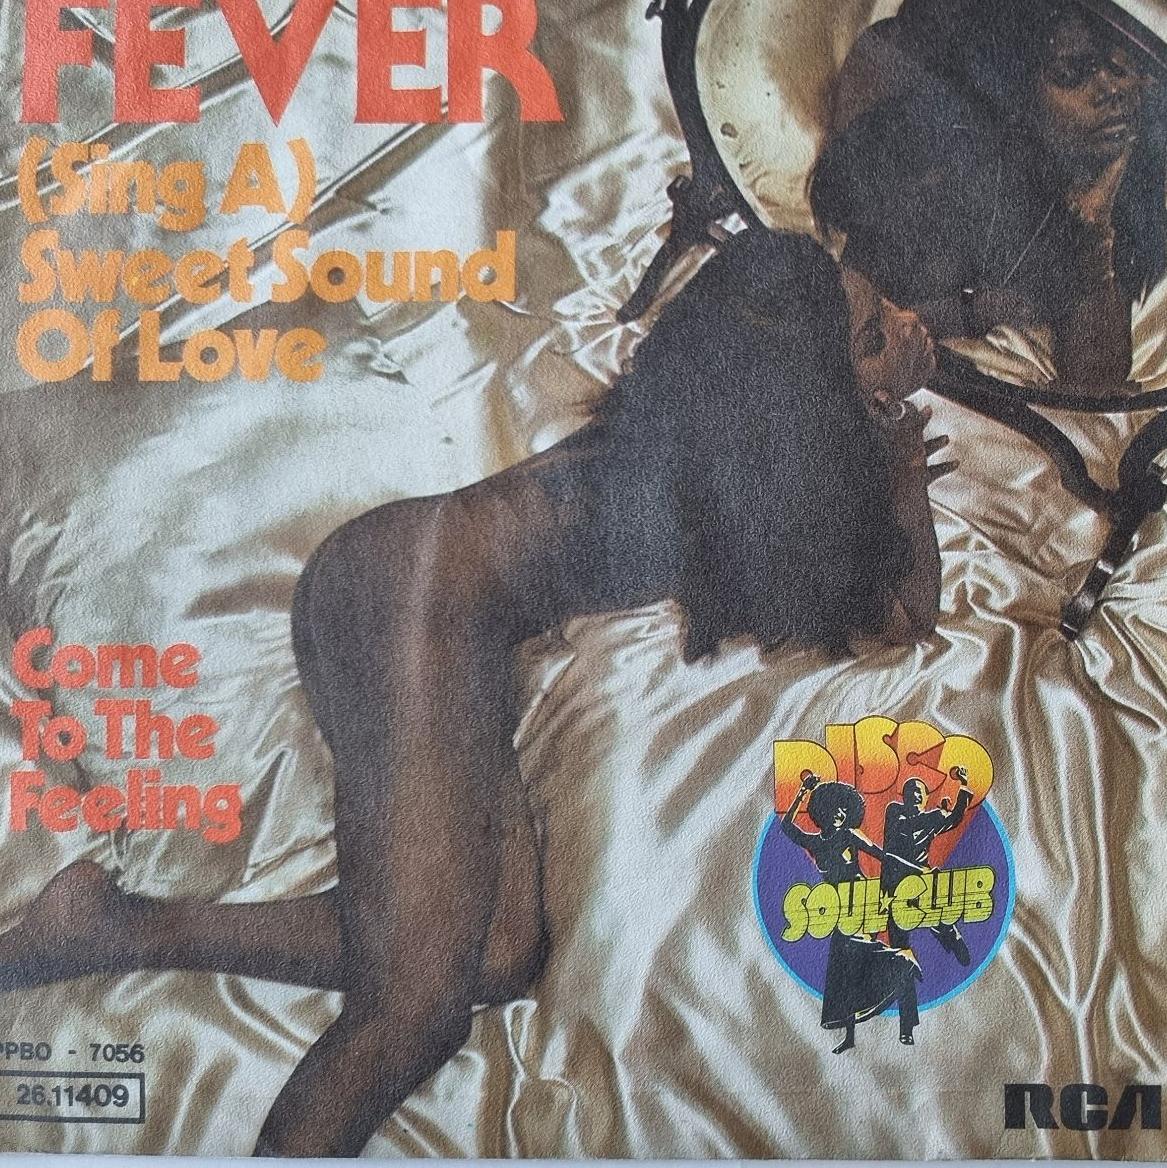 FEVER
(Sing A)
Sweet Sound
Of Love
Come
To The
Feeling
DISCO
SOUL★CLUB
PPBO - 7056
26.11409
RCA